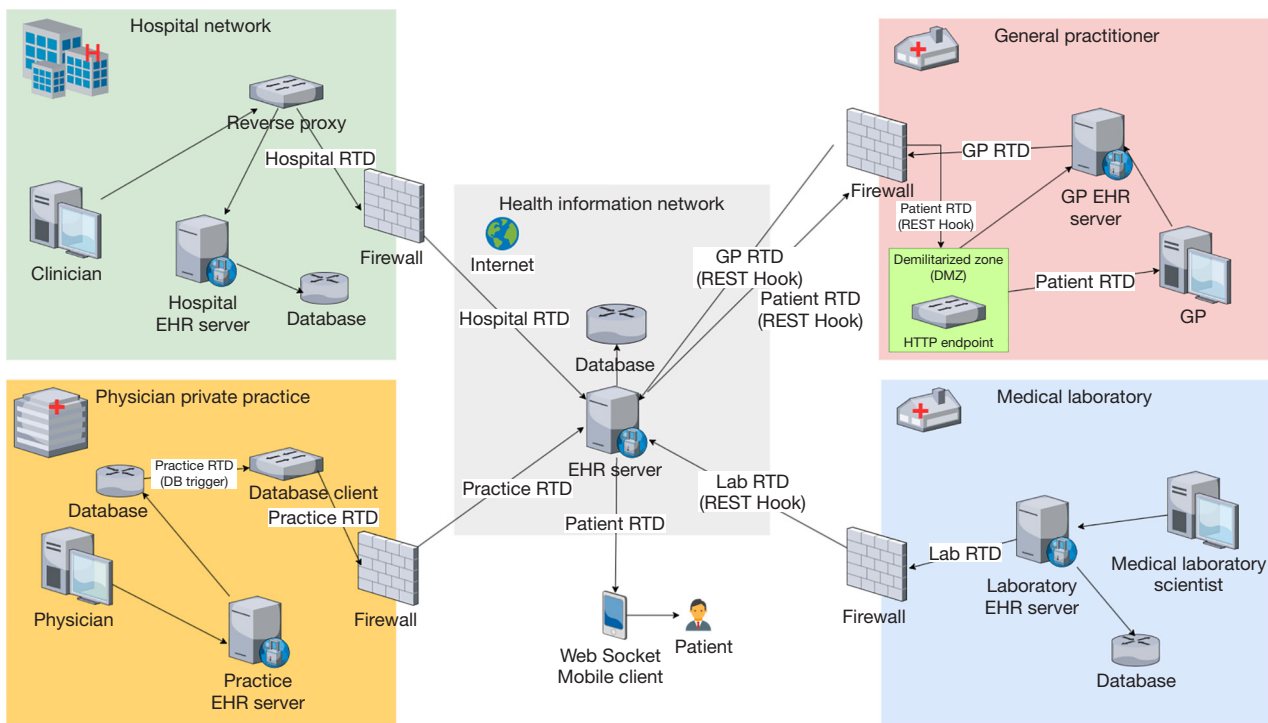 Hospital network
H
Reverse proxy
Hospital RTD
Clinician
Firewall
Hospital
EHR server
Database
Health information network
Internet
Hospital RTD
GP RTD
(REST Hook)
Patient RTD
(REST Hook)
Database
EHR server
Practice RTD
Lab RTD
(REST Hook)
Patient RTD
Web Socket
Mobile client
Patient
General practitioner
GP RTD
Firewall
GP EHR
server
Patient RTD
(REST Hook)
Demilitarized zone
(DMZ)
Patient RTD
HTTP endpoint
GP
Physician private practice
Practice RTD
(DB trigger)
Database client
Database
Practice RTD
Physician
Firewall
Practice
EHR server
Medical laboratory
Lab RTD
Firewall
Laboratory
EHR server
Medical laboratory
scientist
Database